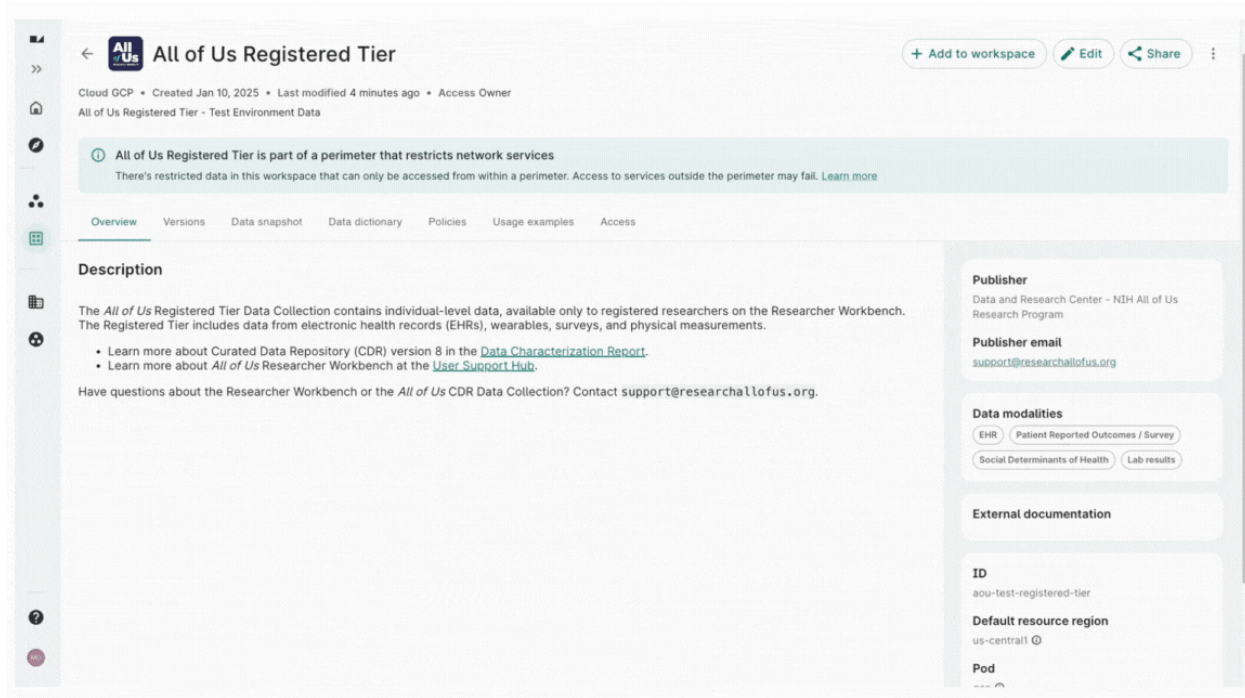 All of Us
RESEARCH PROGRAM
All of Us Registered Tier
+ Add to workspace
Edit
Share
Cloud GCP • Created Jan 10, 2025 • Last modified 4 minutes ago • Access Owner
All of Us Registered Tier - Test Environment Data
All of Us Registered Tier is part of a perimeter that restricts network services
There's restricted data in this workspace that can only be accessed from within a perimeter. Access to services outside the perimeter may fail. Learn more
Overview Versions Data snapshot Data dictionary Policies Usage examples Access
Description
The All of Us Registered Tier Data Collection contains individual-level data, available only to registered researchers on the Researcher Workbench.
The Registered Tier includes data from electronic health records (EHRs), wearables, surveys, and physical measurements.
• Learn more about Curated Data Repository (CDR) version 8 in the Data Characterization Report.
• Learn more about All of Us Researcher Workbench at the User Support Hub.
Have questions about the Researcher Workbench or the All of Us CDR Data Collection? Contact support@researchallofus.org.
Publisher
Data and Research Center - NIH All of Us
Research Program
Publisher email
support@researchallofus.org
Data modalities
EHR
Patient Reported Outcomes / Survey
Social Determinants of Health
Lab results
External documentation
ID
aou-test-registered-tier
Default resource region
us-central1
Pod